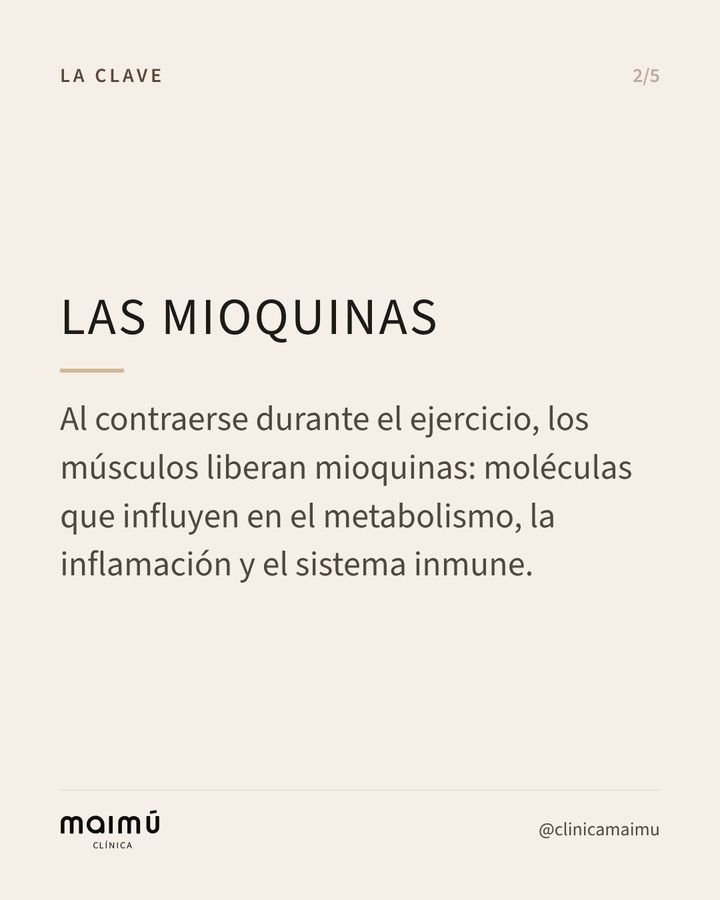 LA CLAVE
2/5
LAS MIOQUINAS
Al contraerse durante el ejercicio, los
músculos liberan mioquinas: moléculas
que influyen en el metabolismo, la
inflamación y el sistema inmune.
maimú
CLÍNICA
@clinicamaimu